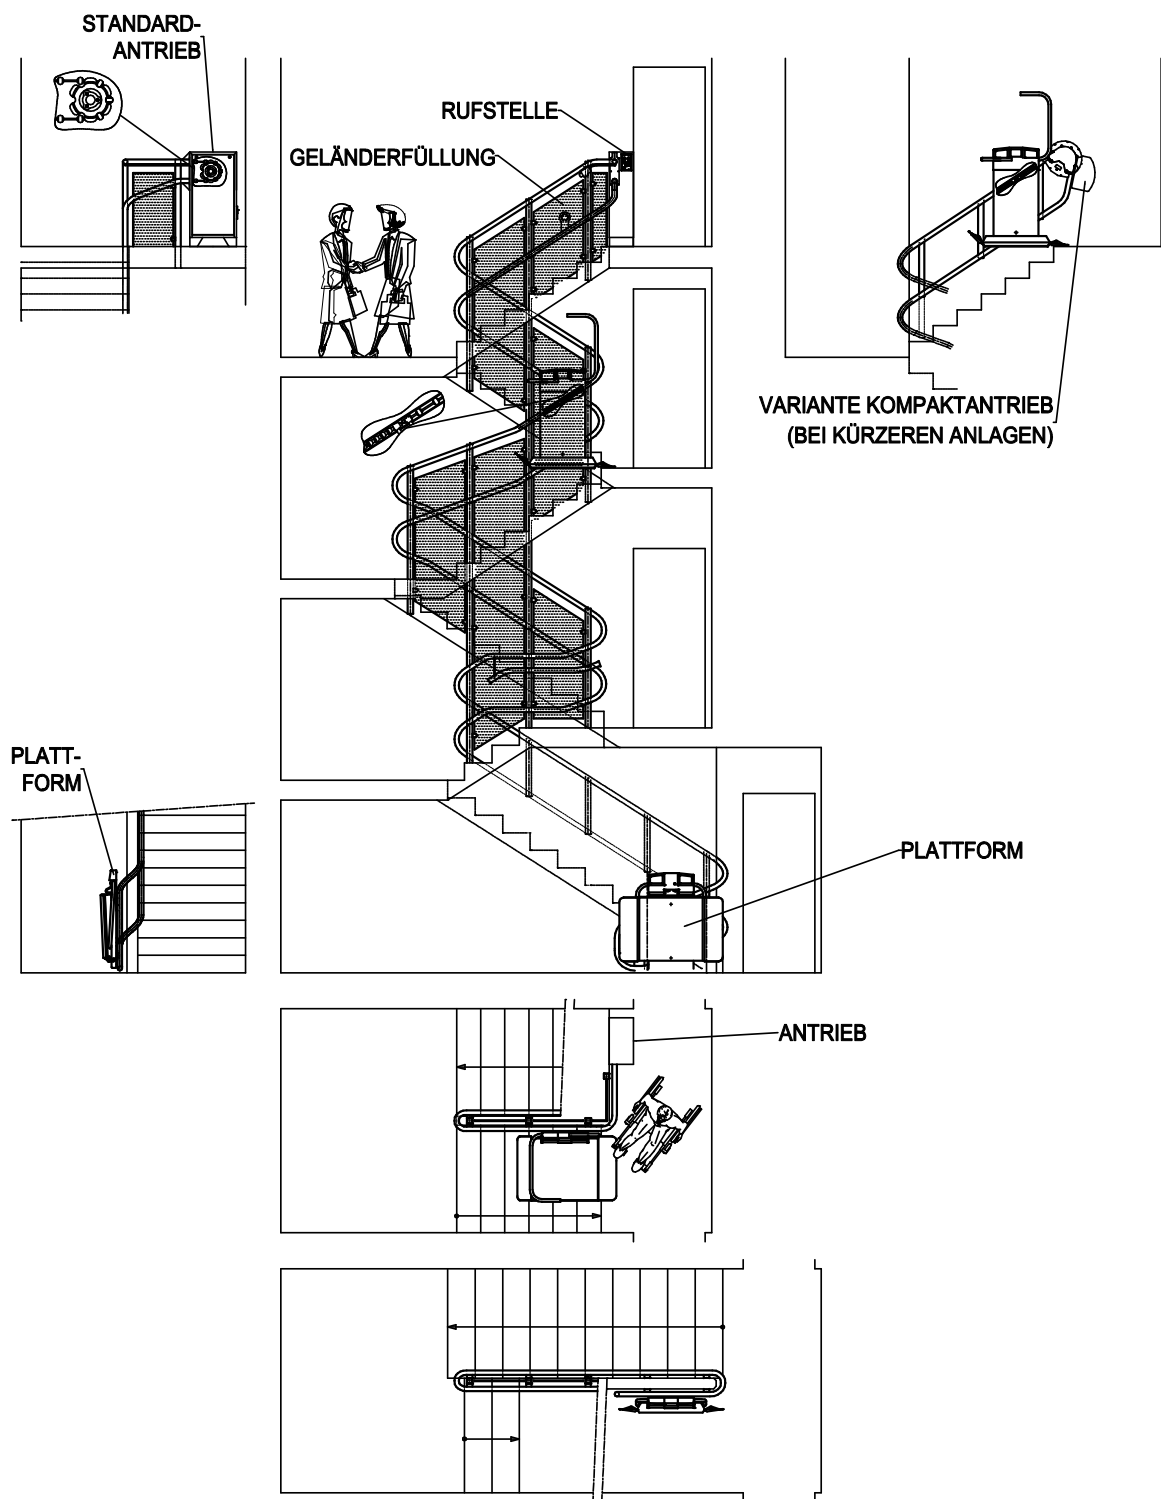 STANDARD-
ANTRIEB
RUFSTELLE
GELÄNDERFÜLLUNG
VARIANTE KOMPAKTANTRIEB
(BEI KÜRZEREN ANLAGEN)
PLATT-
FORM
PLATTFORM
ANTRIEB